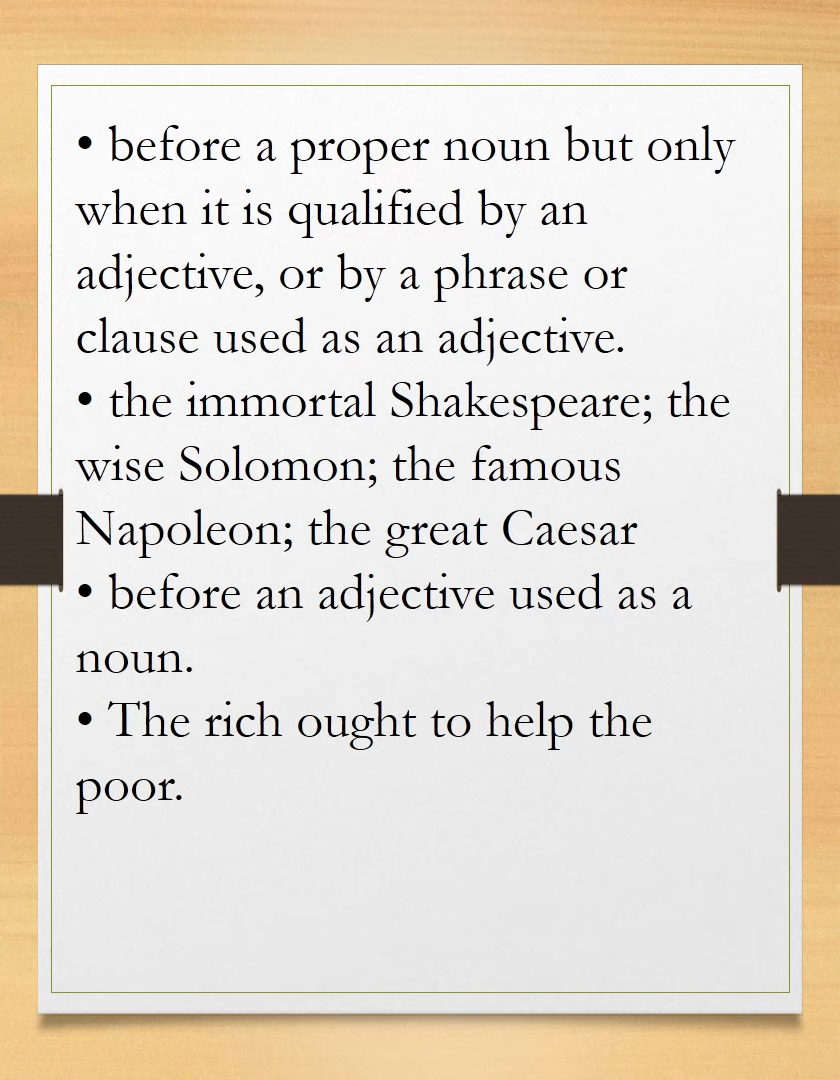 • before a proper noun but only
when it is qualified by an
adjective, or by a phrase or
clause used as an adjective.
• the immortal Shakespeare; the
wise Solomon; the famous
Napoleon; the great Caesar
• before an adjective used as a
noun.
• The rich ought to help the
poor.